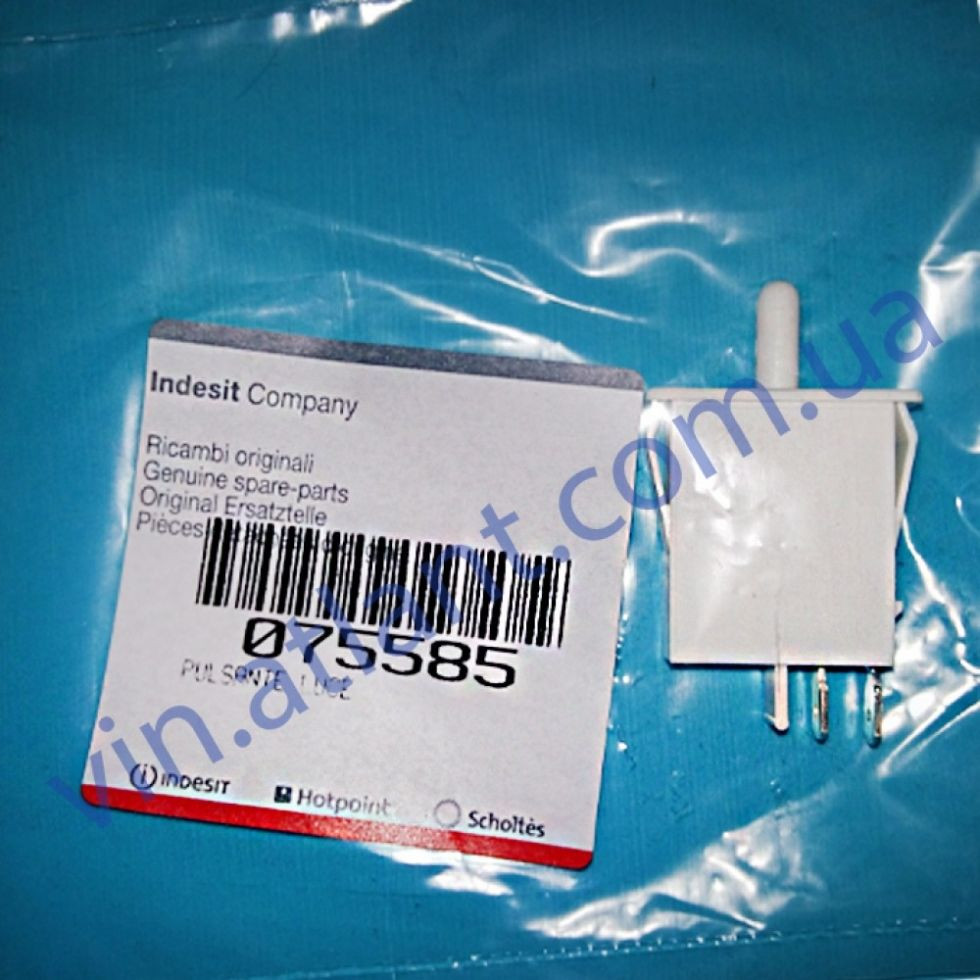 Indesit Company
Ricambi originali
Genuine spare-parts
Original Ersatzteile
Pièces
075585
PULSANTE LUCE
indesit
Hotpoint
Scholtès
vin.atlant.com.ua